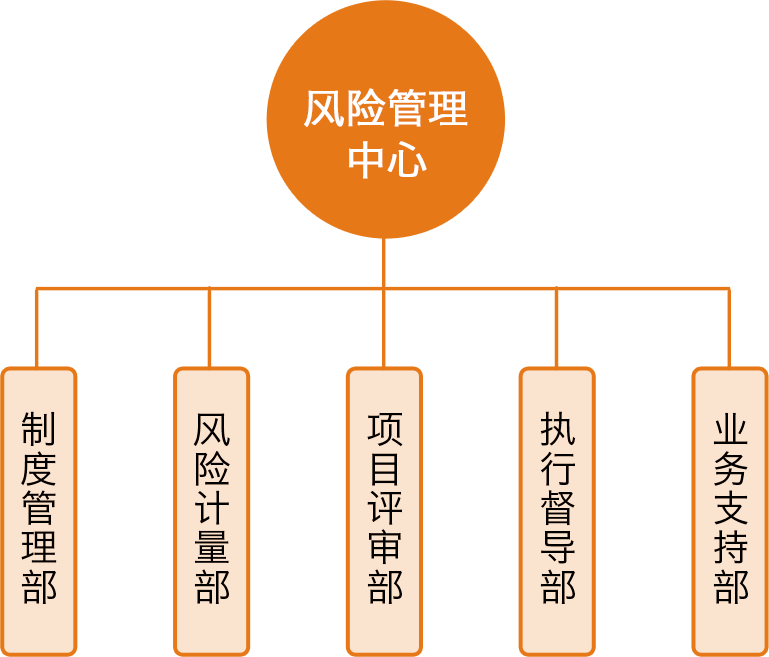 风险管理
中心
制度管理部
风险计量部
项目评审部
执行督导部
业务支持部